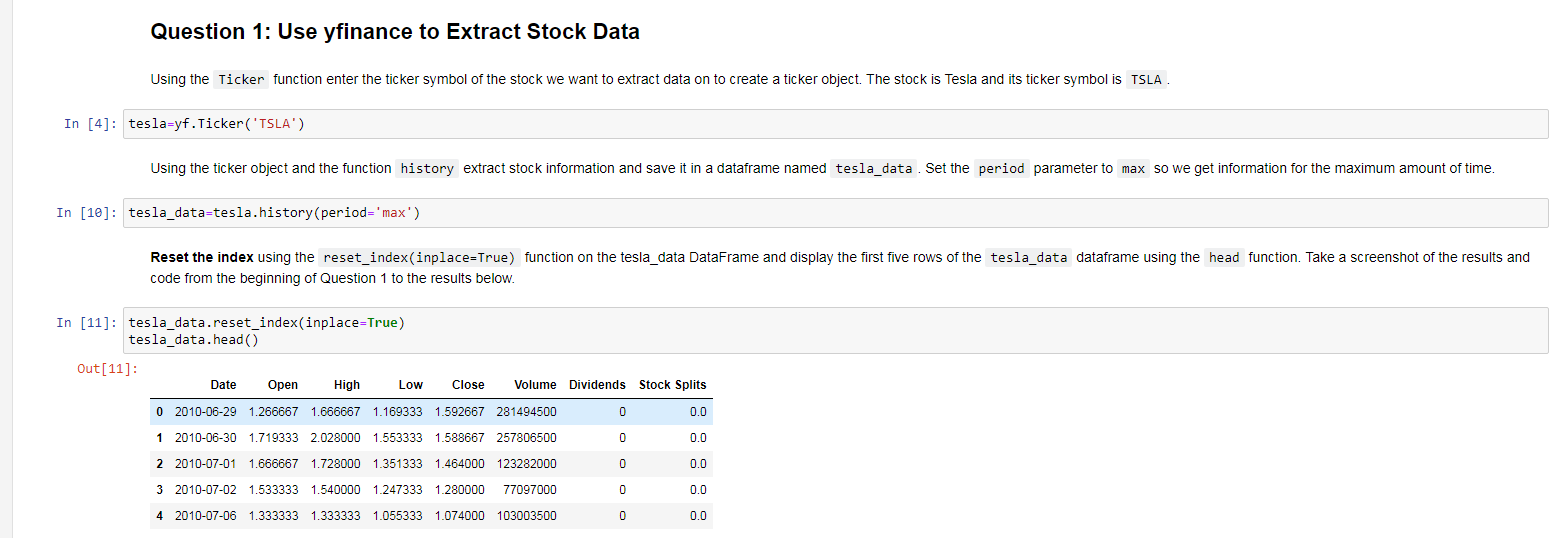 Question 1: Use yfinance to Extract Stock Data
Using the Ticker function enter the ticker symbol of the stock we want to extract data on to create a ticker object. The stock is Tesla and its ticker symbol is TSLA .
In [4]: tesla=yf.Ticker('TSLA')
Using the ticker object and the function history extract stock information and save it in a dataframe named tesla_data . Set the period parameter to max so we get information for the maximum amount of time.
In [10]: tesla_data=tesla.history(period='max')
Reset the index using the reset_index(inplace=True) function on the tesla_data DataFrame and display the first five rows of the tesla_data dataframe using the head function. Take a screenshot of the results and
code from the beginning of Question 1 to the results below.
In [11]: tesla_data.reset_index(inplace=True)
tesla_data.head()
Out[11]:
Date Open High Low Close Volume Dividends Stock Splits
0 2010-06-29 1.266667 1.666667 1.169333 1.592667 281494500 0 0.0
1 2010-06-30 1.719333 2.028000 1.553333 1.588667 257806500 0 0.0
2 2010-07-01 1.666667 1.728000 1.351333 1.464000 123282000 0 0.0
3 2010-07-02 1.533333 1.540000 1.247333 1.280000 77097000 0 0.0
4 2010-07-06 1.333333 1.333333 1.055333 1.074000 103003500 0 0.0